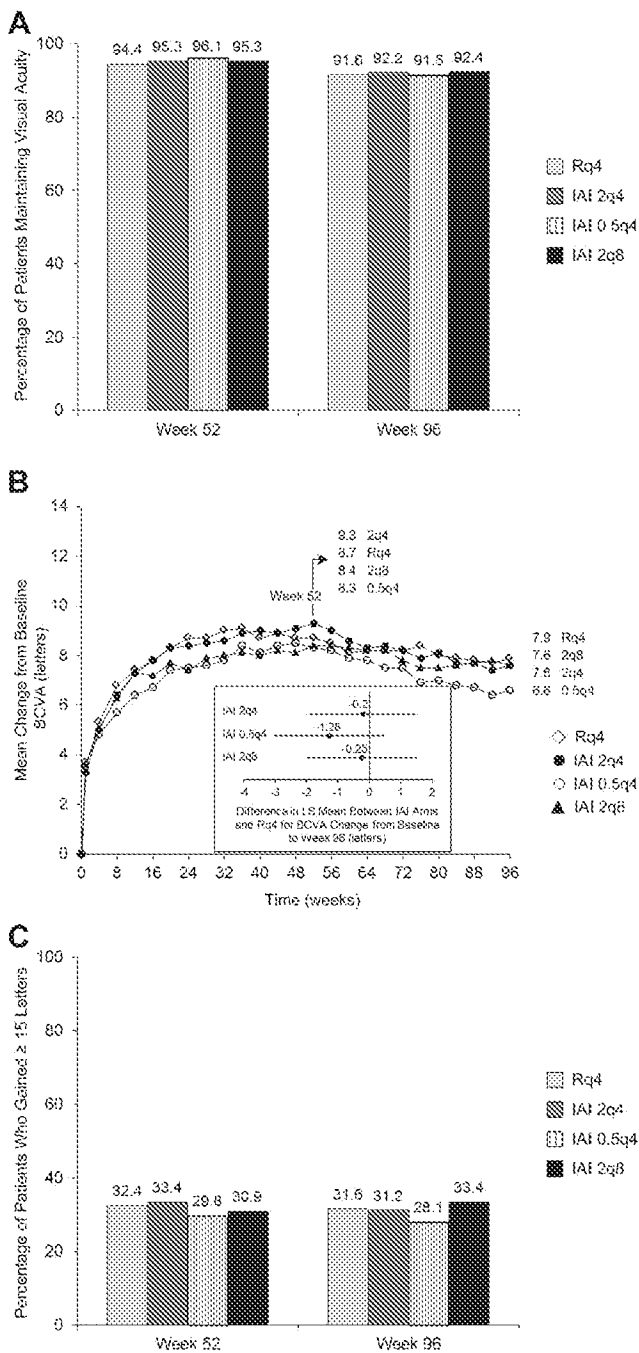 A
Percentage of Patients Maintaining Visual Acuity
100
80
60
40
20
0
94.4 95.3 96.1 95.3
91.6 92.2 91.5 92.4
Week 52 Week 96
Rq4
IAI 2q4
IAI 0.5q4
IAI 2q8
B
Mean Change from Baseline
BCVA (letters)
14
12
10
8
6
4
2
0
Week 52
9.3 2q4
8.7 Rq4
8.4 2q8
8.3 0.5q4
7.9 Rq4
7.6 2q8
7.6 2q4
6.6 0.5q4
IAI 2q4 -0.2
IAI 0.5q4 -1.26
IAI 2q8 -0.25
-4 -3 -2 -1 0 1 2
Difference in LS Mean Between IAI Arms
and Rq4 for BCVA Change from Baseline
to Week 96 (letters)
Rq4
IAI 2q4
IAI 0.5q4
IAI 2q8
0 8 16 24 32 40 48 56 64 72 80 88 96
Time (weeks)
C
Percentage of Patients Who Gained ≥ 15 Letters
100
80
60
40
20
0
32.4 33.4 29.8 30.9
31.6 31.2 28.1 33.4
Week 52 Week 96
Rq4
IAI 2q4
IAI 0.5q4
IAI 2q8